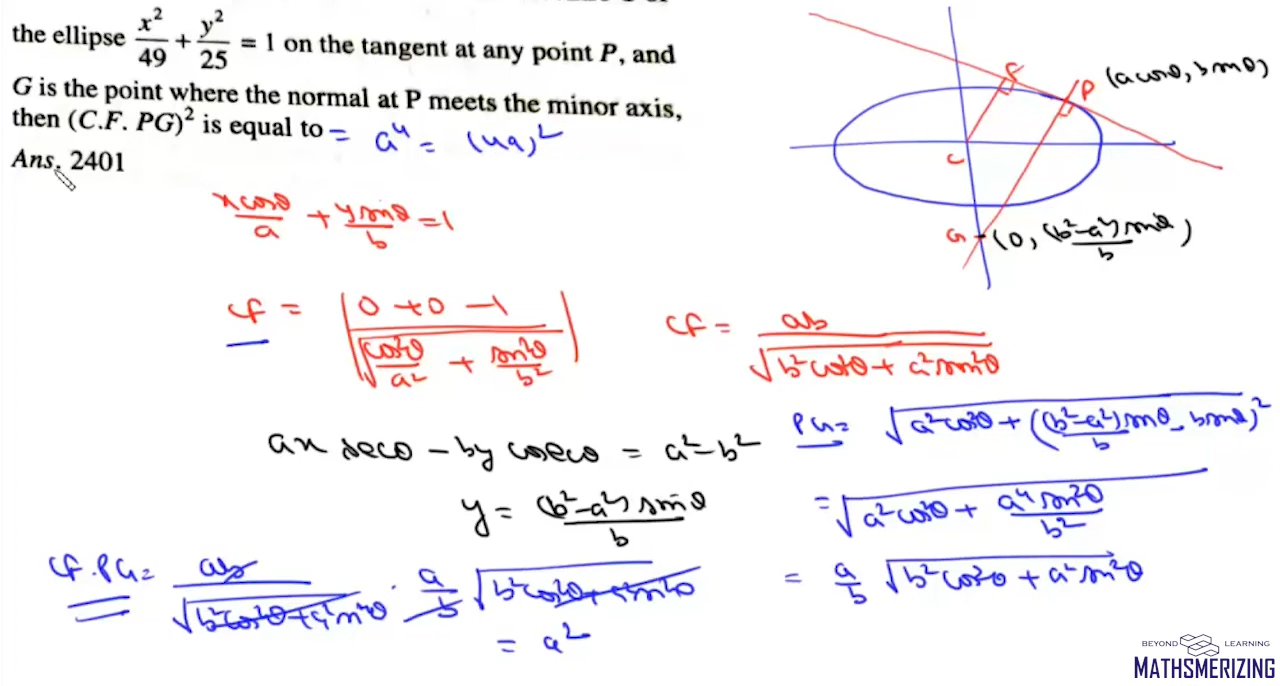 the ellipse x²/49 + y²/25 = 1 on the tangent at any point P, and
G is the point where the normal at P meets the minor axis,
then (C.F. PG)² is equal to = a⁴ = (49)²
Ans. 2401
F
P (a cosθ, b sinθ)
C
G (0, (b²-a²) sinθ / b)
x cosθ/a + y sinθ/b = 1
CF = | 0 + 0 - 1 / √(cos²θ/a² + sin²θ/b²) |
CF = ab / √(b²cos²θ + a²sin²θ)
ax secθ - by cosecθ = a² - b²
y = (b²-a²) sinθ / b
PG = √(a²cos²θ + ((b²-a²) sinθ / b - b sinθ)²)
= √(a²cos²θ + a⁴sin²θ / b²)
= a/b √(b²cos²θ + a²sin²θ)
CF . PG = ab / √(b²cos²θ + a²sin²θ) . a/b √(b²cos²θ + a²sin²θ)
= a²
BEYOND LEARNING
MATHSMERIZING